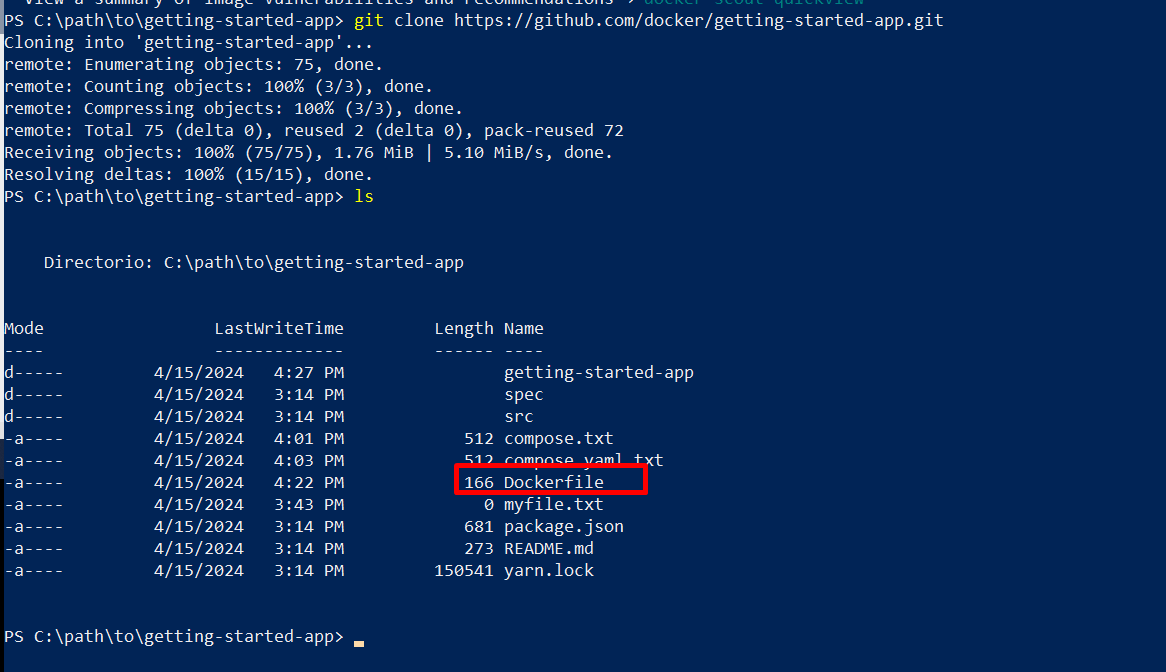 View a summary of image vulnerabilities and recommendations → docker scout quickview
PS C:\path\to\getting-started-app> git clone https://github.com/docker/getting-started-app.git
Cloning into 'getting-started-app'...
remote: Enumerating objects: 75, done.
remote: Counting objects: 100% (3/3), done.
remote: Compressing objects: 100% (3/3), done.
remote: Total 75 (delta 0), reused 2 (delta 0), pack-reused 72
Receiving objects: 100% (75/75), 1.76 MiB | 5.10 MiB/s, done.
Resolving deltas: 100% (15/15), done.
PS C:\path\to\getting-started-app> ls
Directorio: C:\path\to\getting-started-app
Mode LastWriteTime Length Name
---- ------------- ------ ----
d----- 4/15/2024 4:27 PM getting-started-app
d----- 4/15/2024 3:14 PM spec
d----- 4/15/2024 3:14 PM src
-a---- 4/15/2024 4:01 PM 512 compose.txt
-a---- 4/15/2024 4:03 PM 512 compose.yaml.txt
-a---- 4/15/2024 4:22 PM 166 Dockerfile
-a---- 4/15/2024 3:43 PM 0 myfile.txt
-a---- 4/15/2024 3:14 PM 681 package.json
-a---- 4/15/2024 3:14 PM 273 README.md
-a---- 4/15/2024 3:14 PM 150541 yarn.lock
PS C:\path\to\getting-started-app>